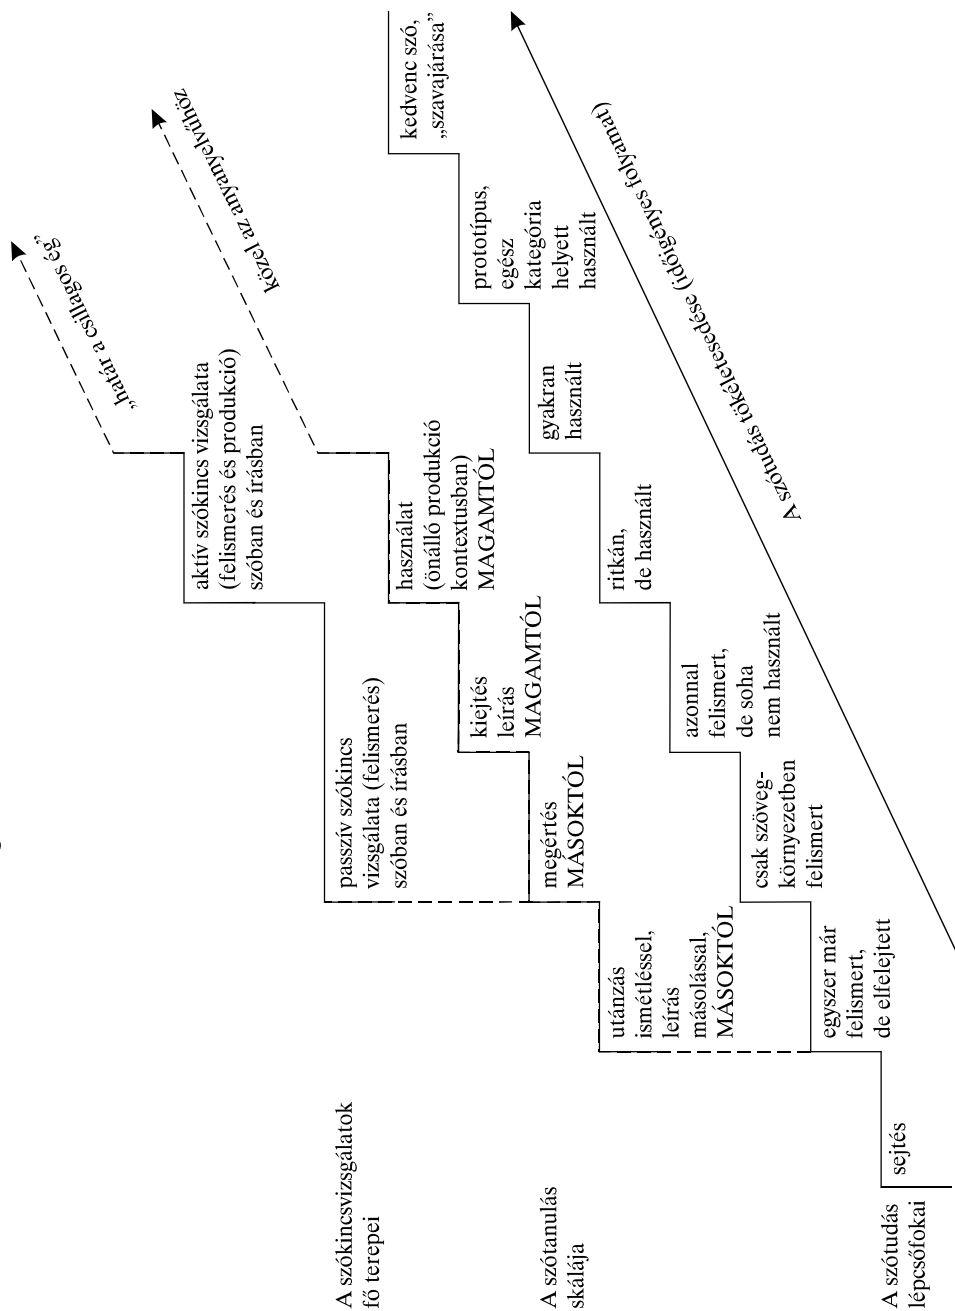 A szókincsvizsgálatok
fő terepei
passzív szókincs
vizsgálata (felismerés)
szóban és írásban
aktív szókincs vizsgálata
(felismerés és produkció)
szóban és írásban
„határ a csillagos ég”
A szótanulás
skálája
utánzás
ismétléssel,
leírás
másolással,
MÁSOKTÓL
megértés
MÁSOKTÓL
kiejtés
leírás
MAGAMTÓL
használat
(önálló produkció
kontextusban)
MAGAMTÓL
közel az anyanyelvűhöz
A szótudás
lépcsőfokai
sejtés
egyszer már
felismert,
de elfelejtett
csak szöveg-
környezetben
felismert
azonnal
felismert,
de soha
nem használt
ritkán,
de használt
gyakran
használt
prototípus,
egész
kategória
helyett
használt
kedvenc szó,
„szavajárása”
A szótudás tökéletesedése (időigényes folyamat)